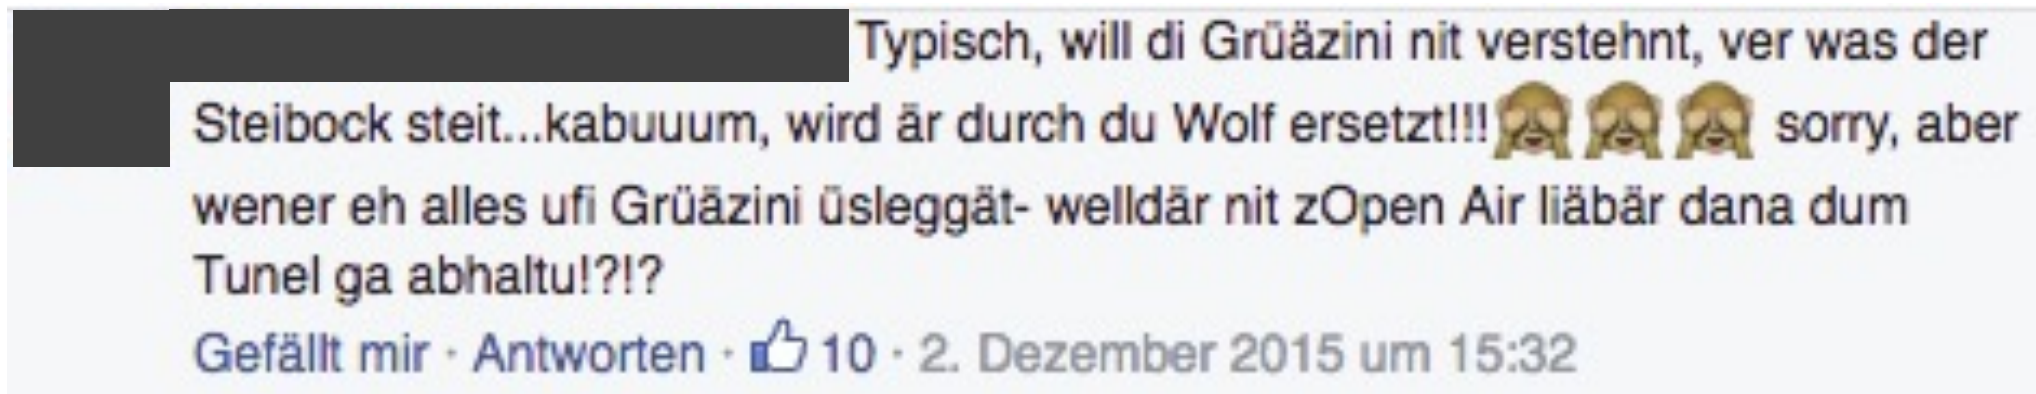 Typisch, will di Grüäzini nit verstehnt, ver was der
Steibock steit...kabuuum, wird är durch du Wolf ersetzt!!!🙈🙈🙈 sorry, aber
wener eh alles ufi Grüäzini üsleggät- welldär nit zOpen Air liäbär dana dum
Tunel ga abhaltu!?!?
Gefällt mir · Antworten · 👍 10 · 2. Dezember 2015 um 15:32